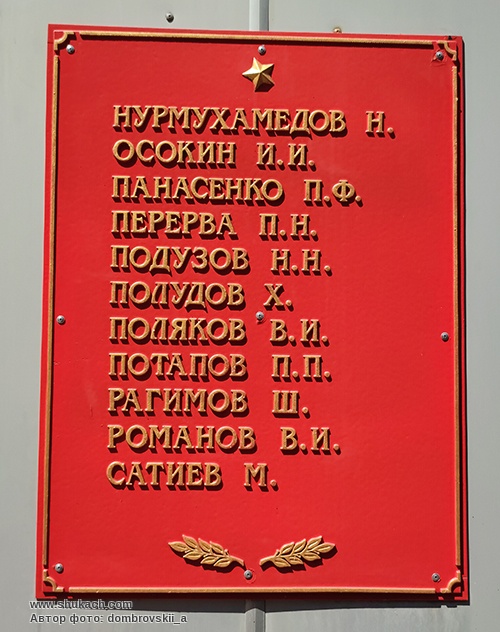 НУРМУХАМЕДОВ Н.
ОСОКИН И.И.
ПАНАСЕНКО П.Ф.
ПЕРЕРВА П.Н.
ПОДУЗОВ Н.Н.
ПОЛУДОВ Х.
ПОЛЯКОВ В.И.
ПОТАПОВ П.П.
РАГИМОВ Ш.
РОМАНОВ В.И.
САТИЕВ М.
www.shukach.com
Автор фото: dombrovskii_a